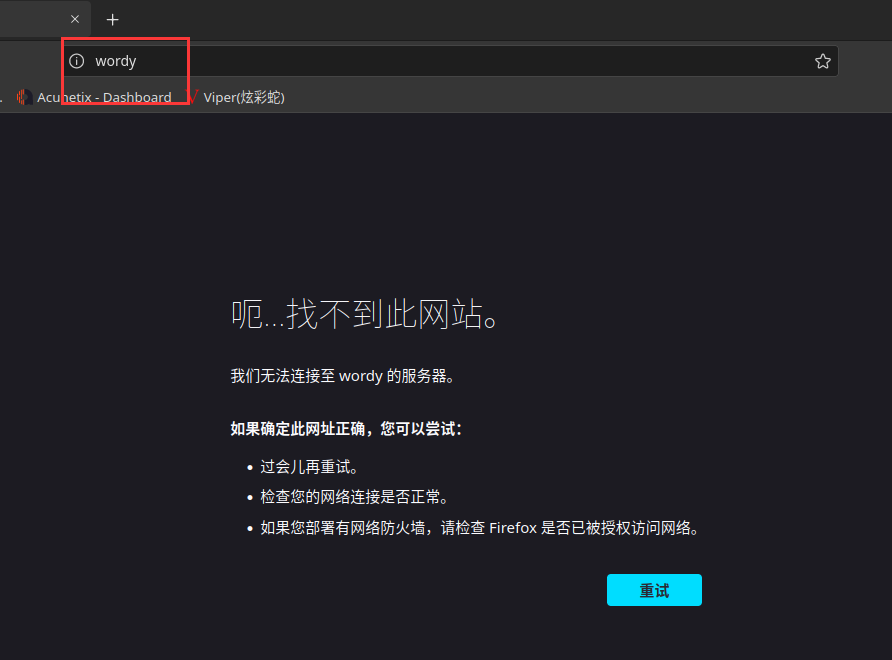 wordy
Acunetix - Dashboard Viper(炫彩蛇)
呃...找不到此网站。
我们无法连接至 wordy 的服务器。
如果确定此网址正确，您可以尝试：
过会儿再重试。
检查您的网络连接是否正常。
如果您部署有网络防火墙，请检查 Firefox 是否已被授权访问网络。
重试